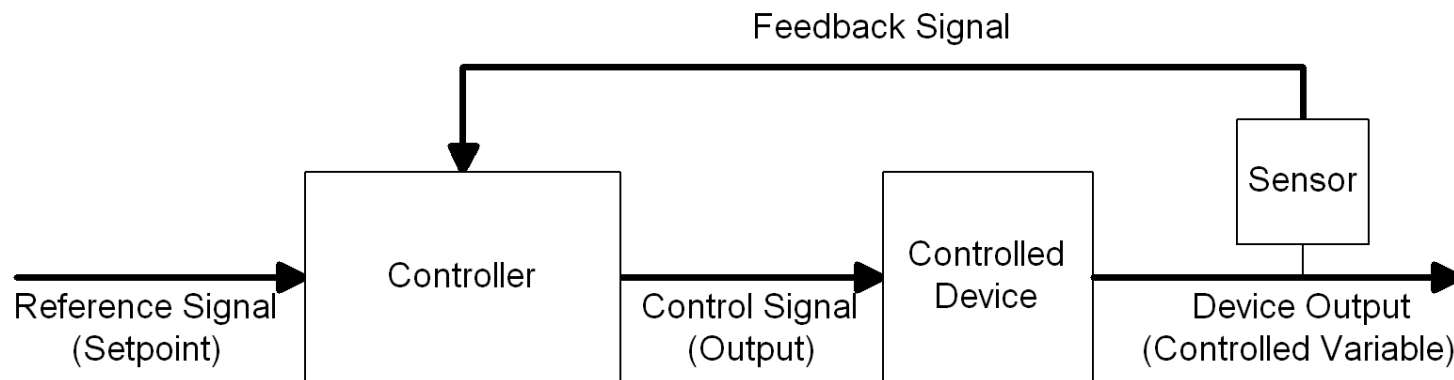 Feedback Signal
Sensor
Controller
Controlled
Device
Reference Signal
(Setpoint)
Control Signal
(Output)
Device Output
(Controlled Variable)